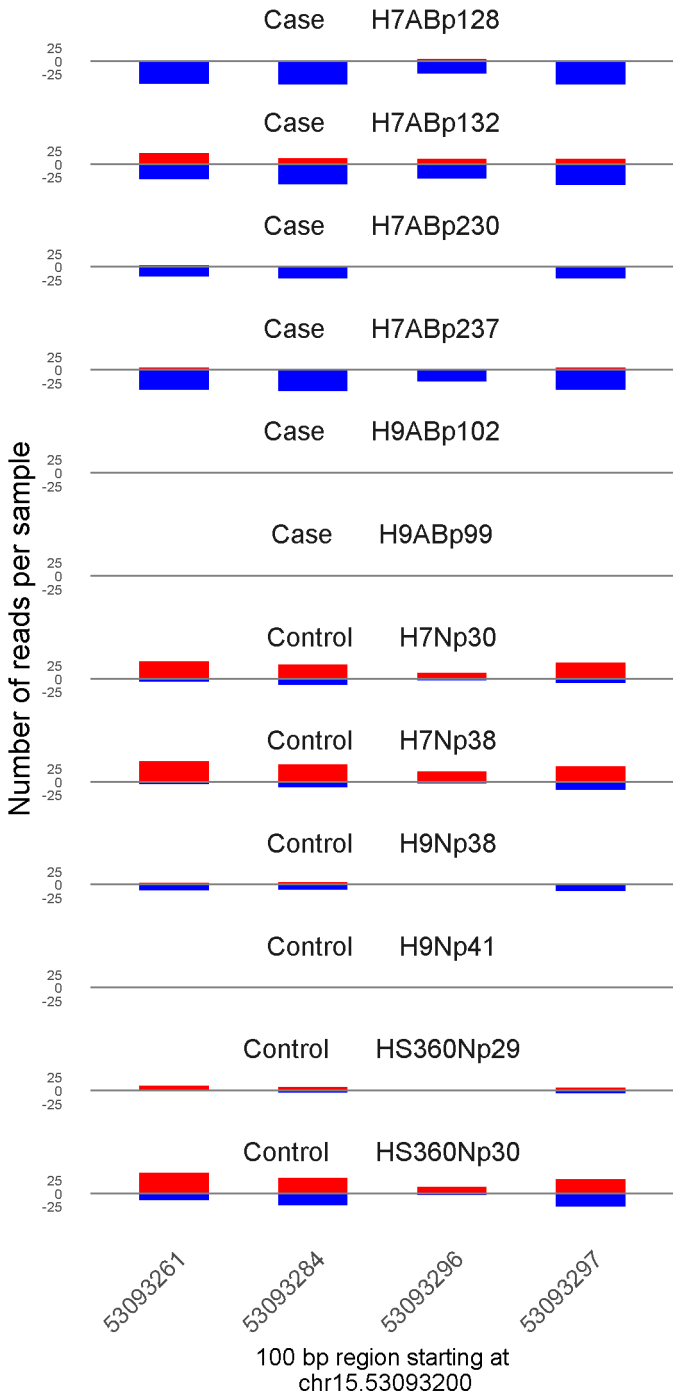 Case H7ABp128
25
0
-25
Case H7ABp132
25
0
-25
Case H7ABp230
25
0
-25
Case H7ABp237
25
0
-25
Case H9ABp102
25
0
-25
Case H9ABp99
25
0
-25
Control H7Np30
25
0
-25
Control H7Np38
25
0
-25
Control H9Np38
25
0
-25
Control H9Np41
25
0
-25
Control HS360Np29
25
0
-25
Control HS360Np30
25
0
-25
Number of reads per sample
53093261
53093284
53093296
53093297
100 bp region starting at
chr15.53093200